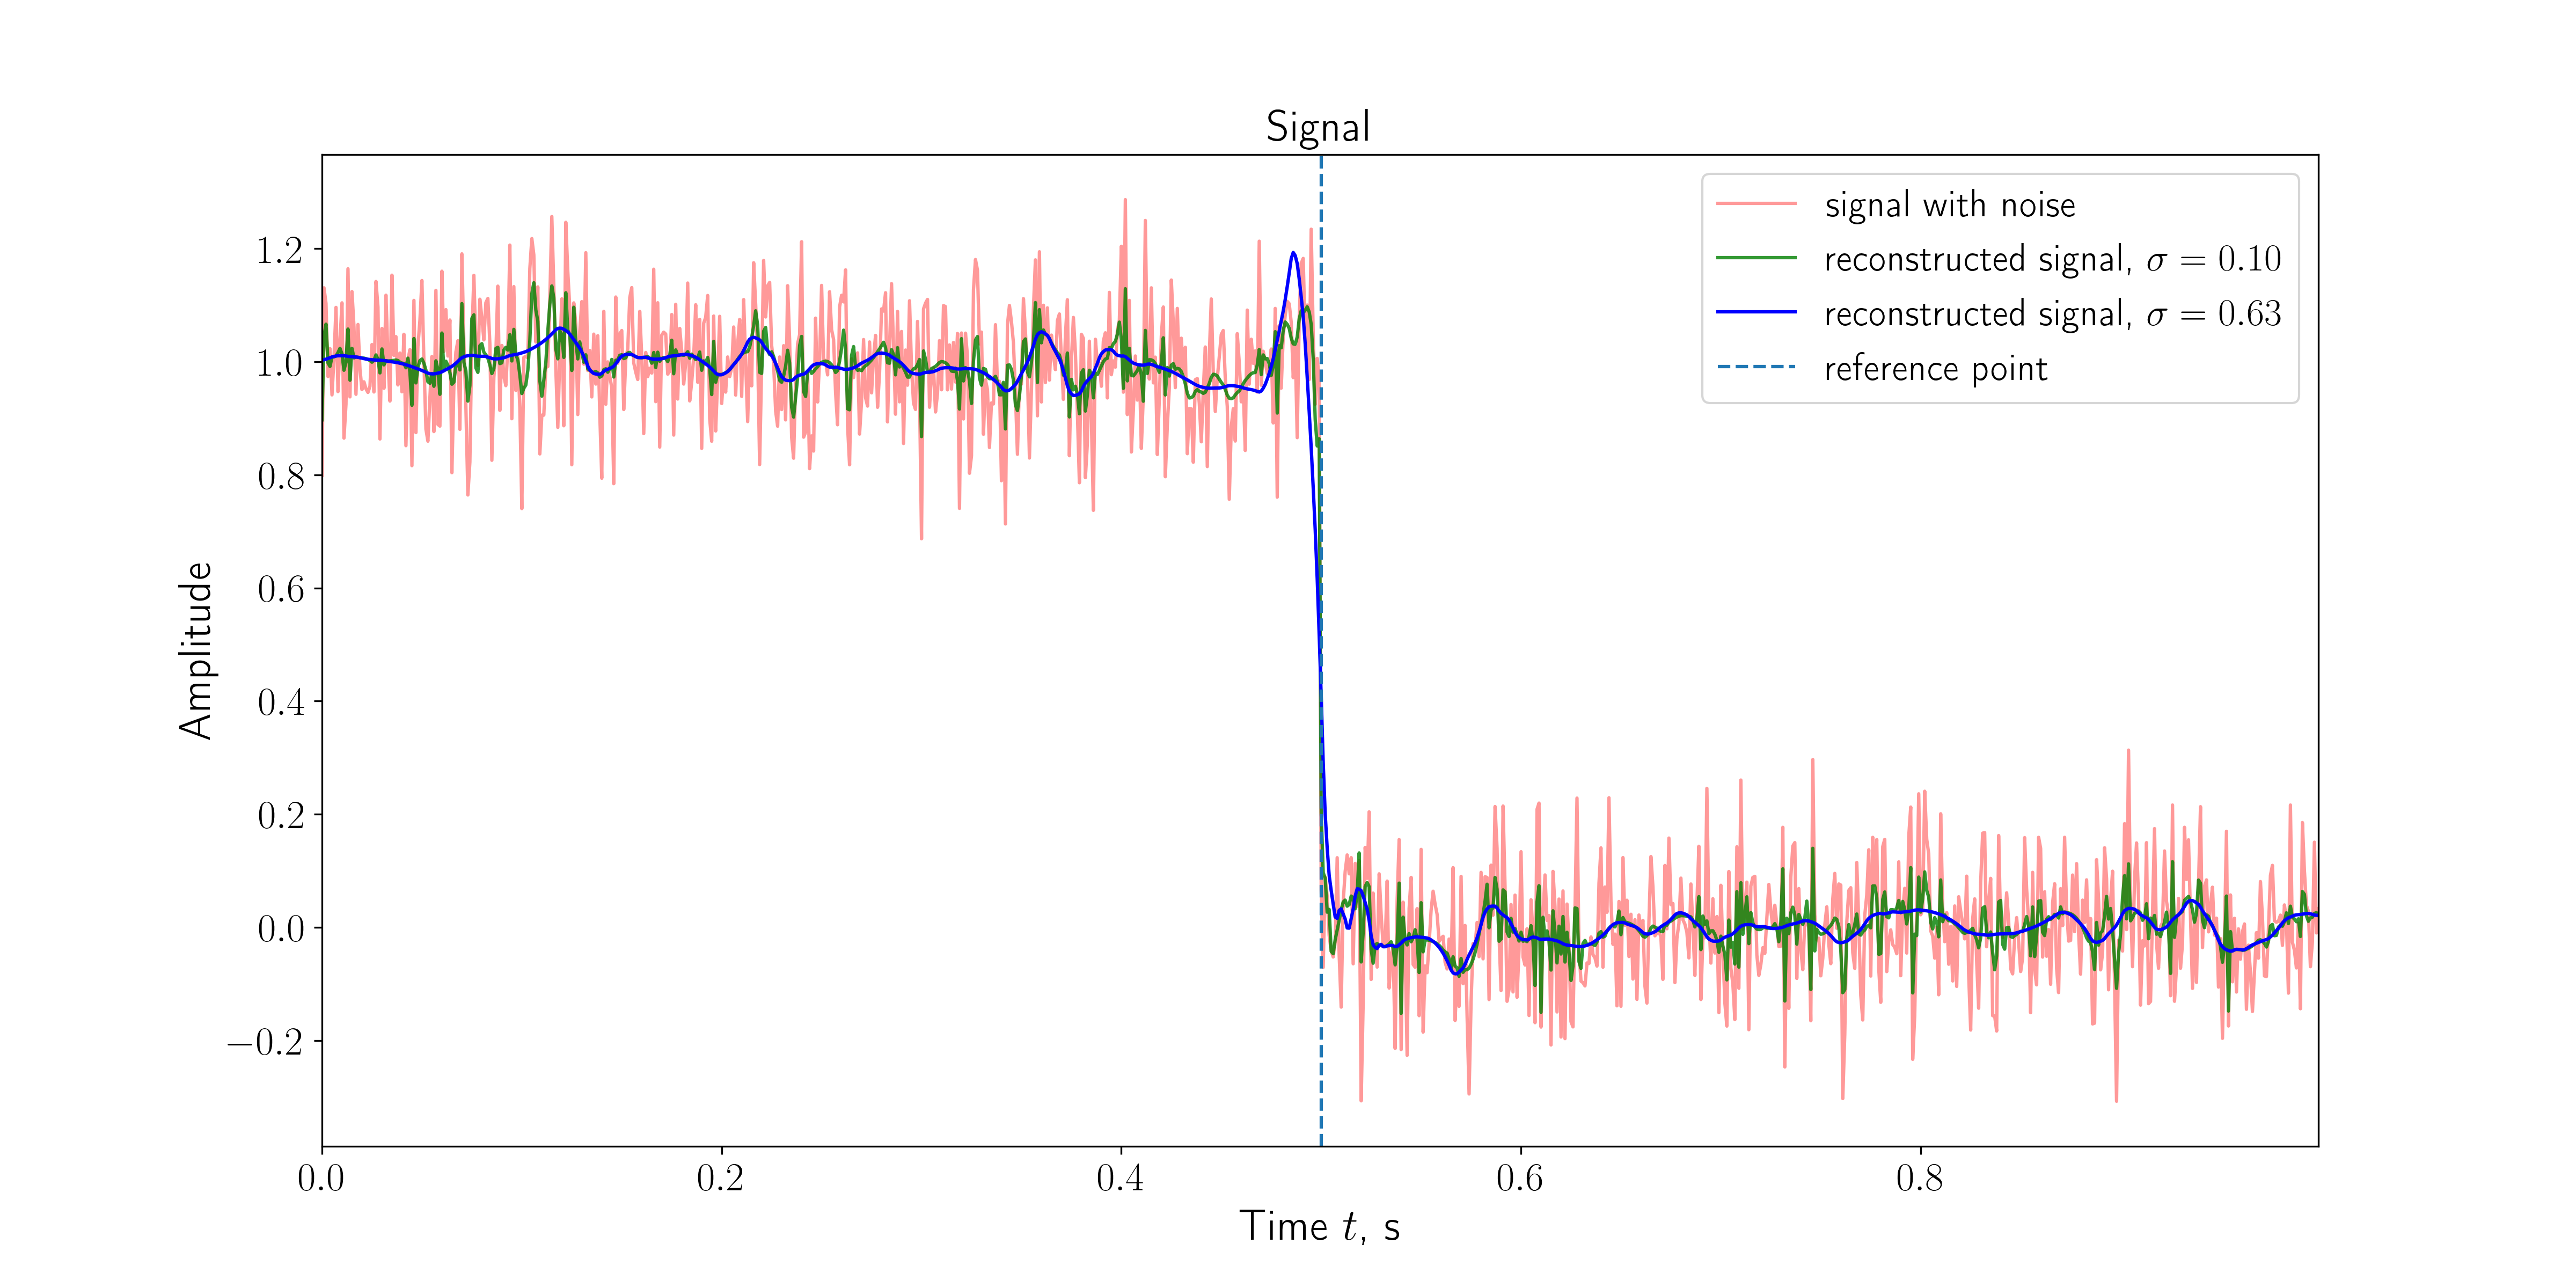 Signal
signal with noise
reconstructed signal, σ = 0.10
reconstructed signal, σ = 0.63
reference point
Amplitude
1.2
1.0
0.8
0.6
0.4
0.2
0.0
−0.2
0.0 0.2 0.4 0.6 0.8
Time t, s